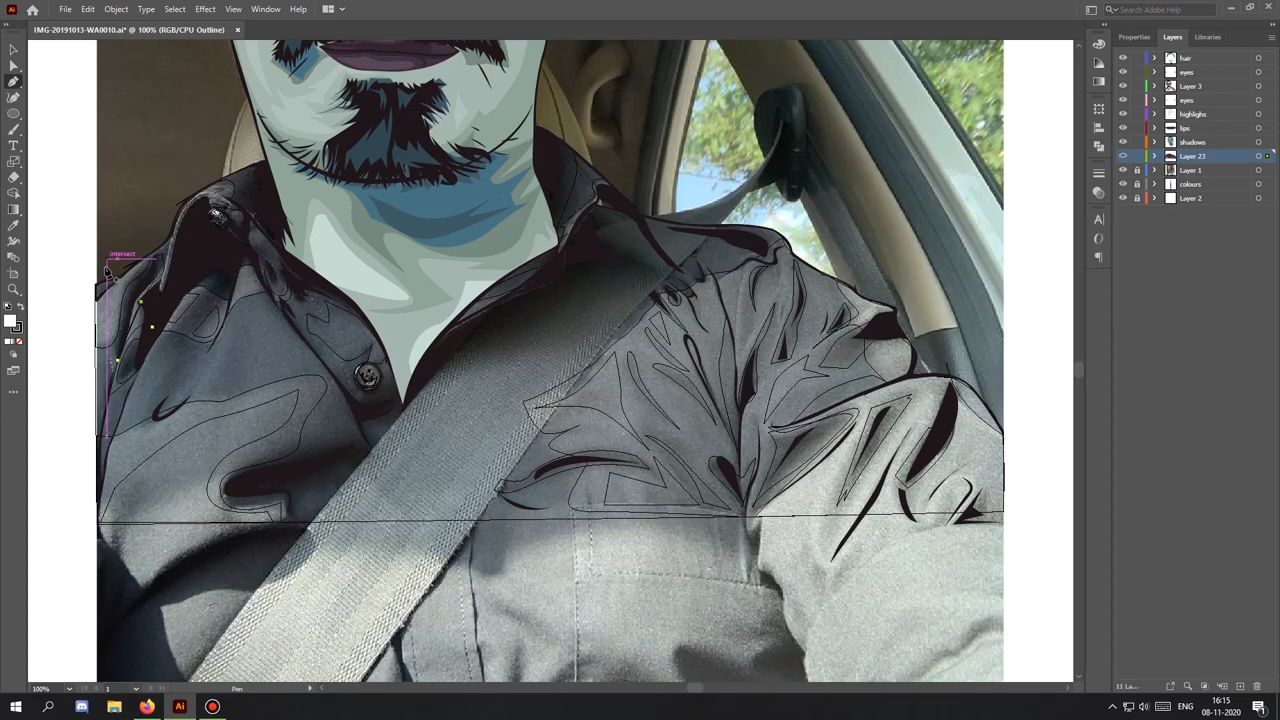 File Edit Object Type Select Effect View Window Help
Search Adobe Help
IMG-20191013-WA0010.ai* @ 100% (RGB/CPU Outline)
Properties Layers Libraries
hair
eyes
Layer 3
eyes
highlighs
lips
shadows
Layer 23
Layer 1
colours
Layer 2
intersect
100% 1 Pen
11 La...
ENG
16:15
08-11-2020